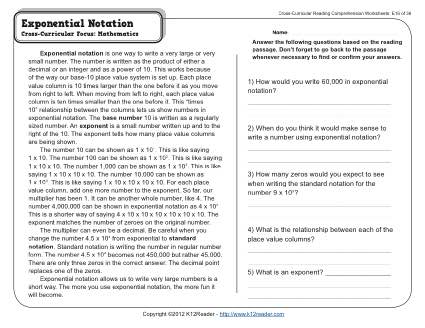 Exponential Notation
Cross-Curricular Focus: Mathematics
Cross-Curricular Reading Comprehension Worksheets: E15 of 36
Name
Answer the following questions based on the reading
passage. Don't forget to go back to the passage
whenever necessary to find or confirm your answers.
Exponential notation is one way to write a very large or very
small number. The number is written as the product of either a
decimal or an integer and as a power of 10. This works because
of the way our base-10 place value system is set up. Each place
value column is 10 times larger than the one before it as you move
from right to left. When moving from left to right, each place value
column is ten times smaller than the one before it. This "times
10" relationship between the columns lets us show numbers in
exponential notation. The base number 10 is written as a regularly
sized number. An exponent is a small number written up and to the
right of the 10. The exponent tells how many place value columns
are being shown.
The number 10 can be shown as 1 x 10. This is like saying
1 x 10. The number 100 can be shown as 1 x 10². This is like saying
1 x 10 x 10. The number 1,000 can be shown as 1 x 10³. This is like
saying 1 x 10 x 10 x 10. The number 10,000 can be shown as
1 x 10. This is like saying 1 x 10 x 10 x 10 x 10. For each place
value column, add one more number to the exponent. So far, our
multiplier has been 1. It can be another whole number, like 4. The
number 4,000,000 can be shown in exponential notation as 4 x 10
This is a short way of saying 4 x 10 x 10 x 10 x 10 x 10 x 10. The
exponent matches the number of zeroes on the original number.
The multiplier can even be a decimal. Be careful when you
change the number 4.5 x 10⁴ from exponential to standard
notation. Standard notation is writing the number in regular number
form. The number 4.5 x 10 becomes not 450,000 but rather 45,000.
There are only three zeros in the correct answer. The decimal point
replaces one of the zeros.
Exponential notation allows us to write very large numbers in a
short way. The more you use exponential notation, the more fun it
will become.
1) How would you write 60,000 in exponential
notation?
2) When do you think it would make sense to
write a number using exponential notation?
3) How many zeros would you expect to see
when writing the standard notation for the
number 9 x 10?
4) What is the relationship between each of the
place value columns?
5) What is an exponent?
Copyright ©2012 K12Reader - http://www.k12reader.com